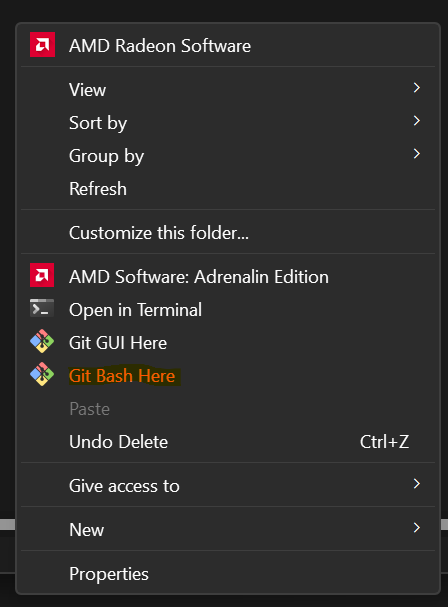 AMD Radeon Software
View
Sort by
Group by
Refresh
Customize this folder...
AMD Software: Adrenalin Edition
Open in Terminal
Git GUI Here
Git Bash Here
Paste
Undo Delete Ctrl+Z
Give access to
New
Properties